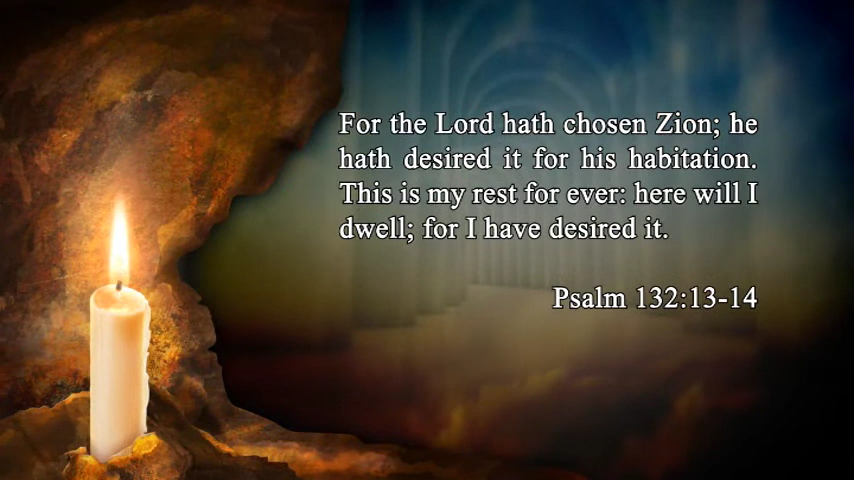 For the Lord hath chosen Zion; he
hath desired it for his habitation.
This is my rest for ever: here will I
dwell; for I have desired it.
Psalm 132:13-14